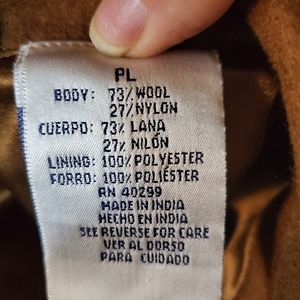 PL
BODY: 73% WOOL
27% NYLON
CUERPO: 73% LANA
27% NILÓN
LINING: 100% POLYESTER
FORRO: 100% POLIÉSTER
RN 40299
MADE IN INDIA
HECHO EN INDIA
SEE REVERSE FOR CARE
VER AL DORSO
PARA CUIDADO